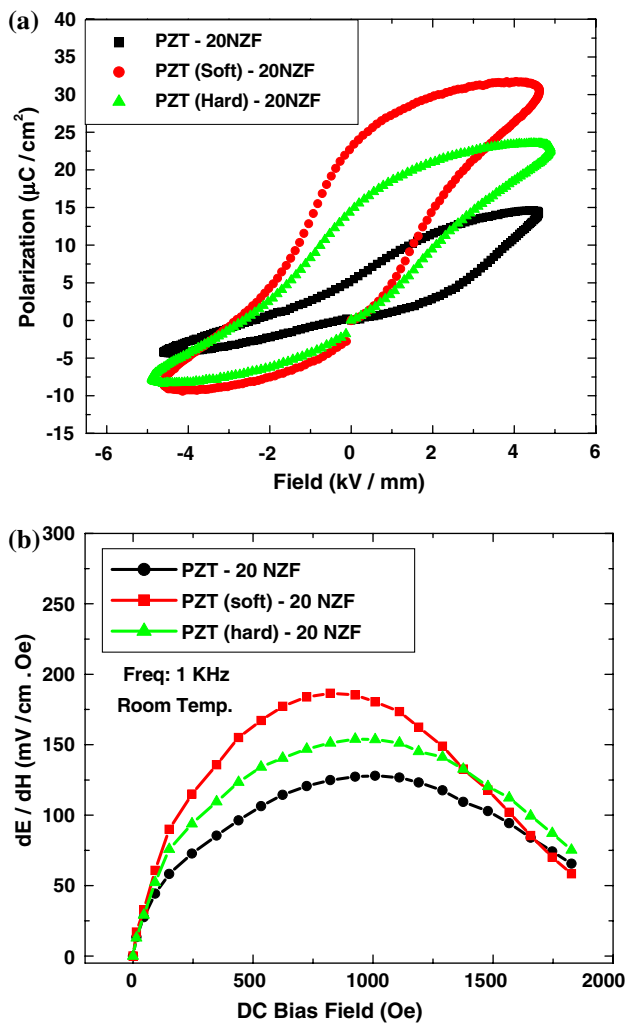 (a)
40
35
30
25
20
15
10
5
0
-5
-10
-15
Polarization (μC / cm²)
PZT - 20NZF
PZT (Soft) - 20NZF
PZT (Hard) - 20NZF
-6 -4 -2 0 2 4 6
Field (kV / mm)
(b)
300
250
200
150
100
50
0
dE / dH (mV / cm . Oe)
PZT - 20 NZF
PZT (soft) - 20 NZF
PZT (hard) - 20 NZF
Freq: 1 KHz
Room Temp.
0 500 1000 1500 2000
DC Bias Field (Oe)